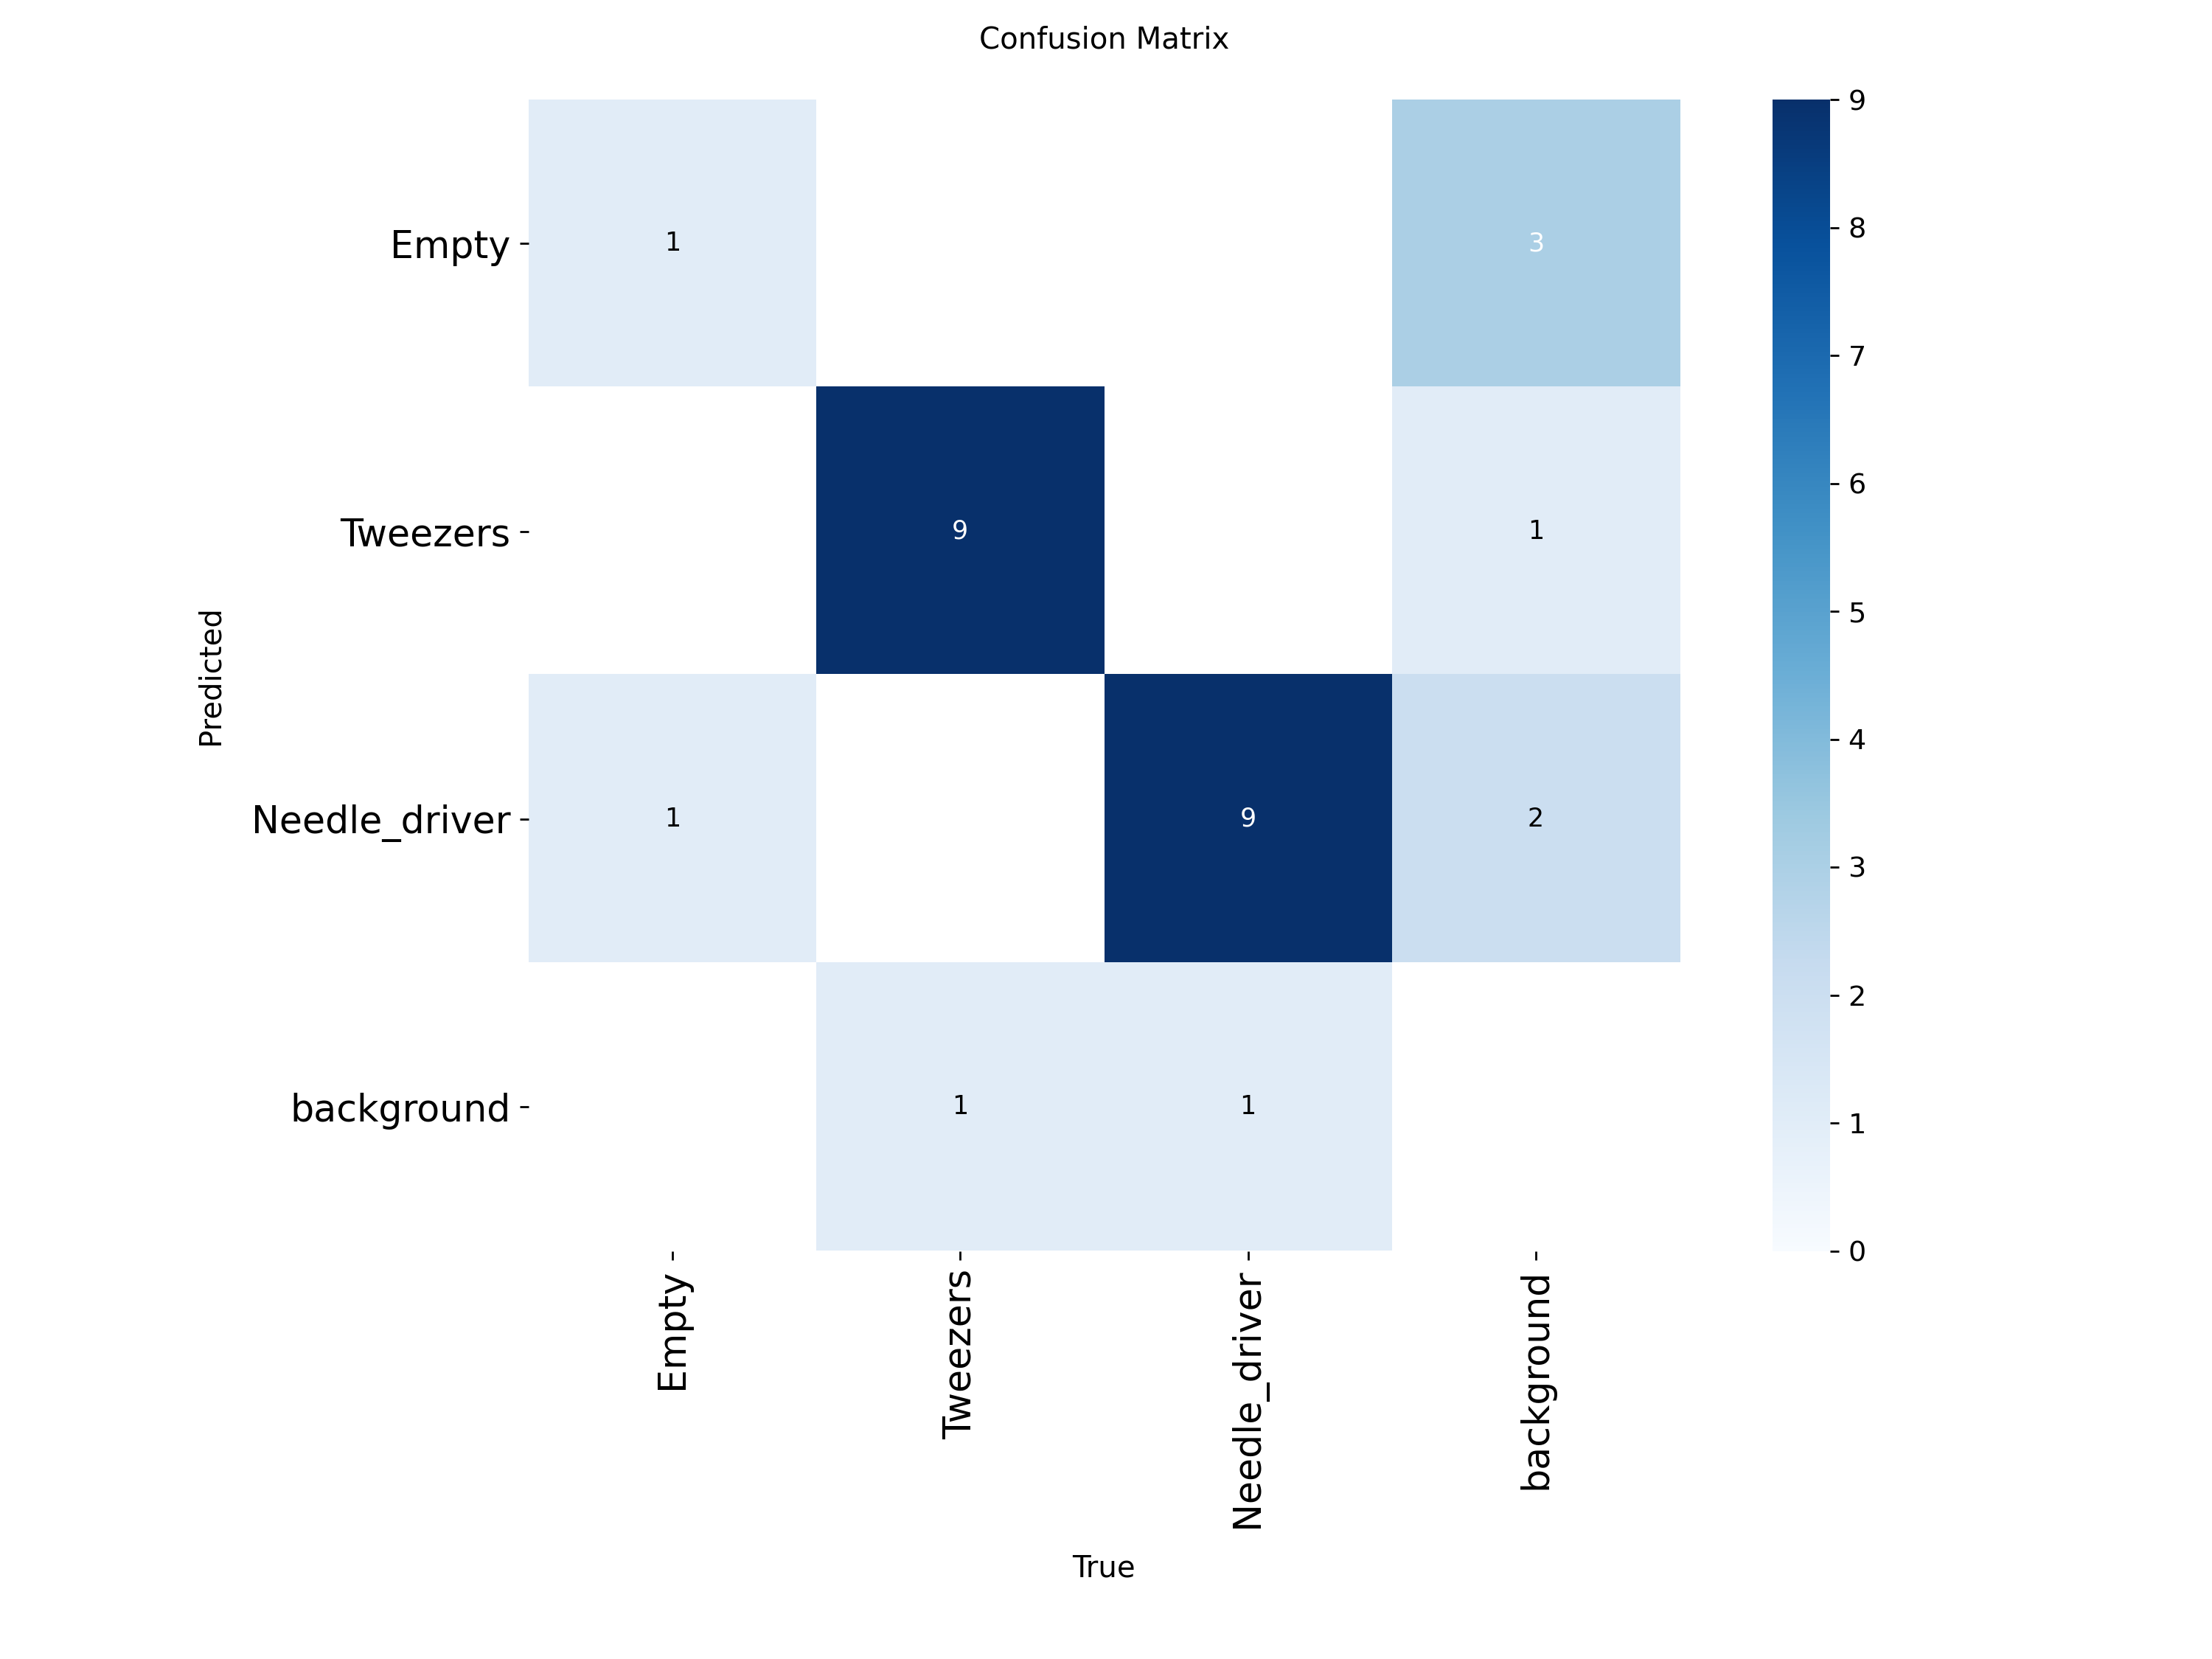 Confusion Matrix
Empty
1
3
Tweezers
9
1
Needle_driver
1
9
2
background
1
1
Empty
Tweezers
Needle_driver
background
Predicted
True
9
8
7
6
5
4
3
2
1
0